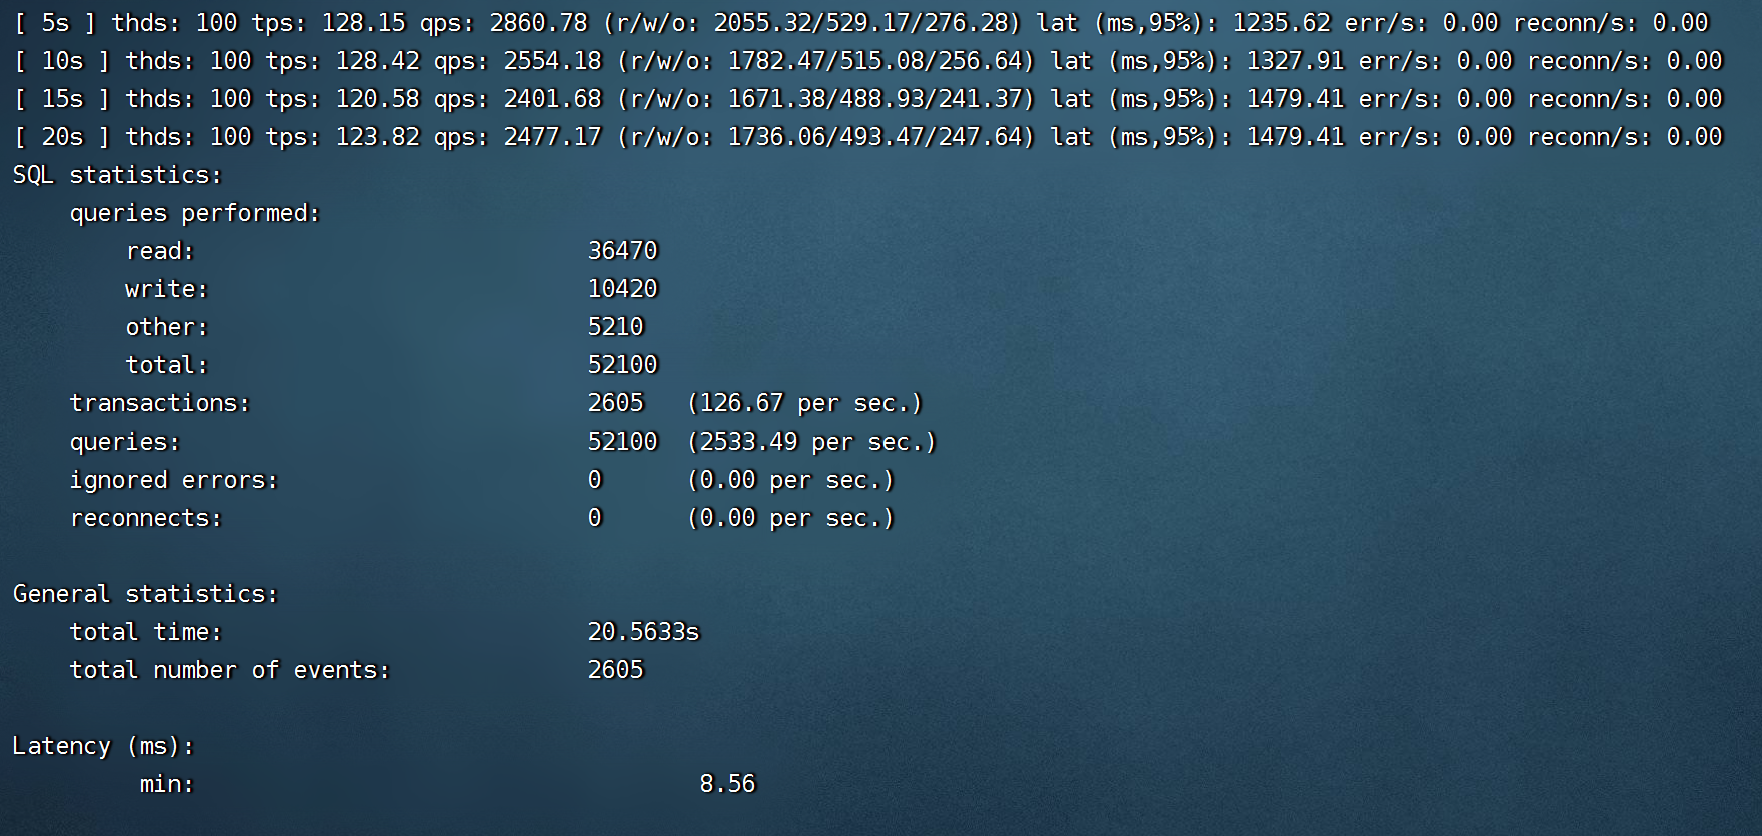 [ 5s ] thds: 100 tps: 128.15 qps: 2860.78 (r/w/o: 2055.32/529.17/276.28) lat (ms,95%): 1235.62 err/s: 0.00 reconn/s: 0.00
[ 10s ] thds: 100 tps: 128.42 qps: 2554.18 (r/w/o: 1782.47/515.08/256.64) lat (ms,95%): 1327.91 err/s: 0.00 reconn/s: 0.00
[ 15s ] thds: 100 tps: 120.58 qps: 2401.68 (r/w/o: 1671.38/488.93/241.37) lat (ms,95%): 1479.41 err/s: 0.00 reconn/s: 0.00
[ 20s ] thds: 100 tps: 123.82 qps: 2477.17 (r/w/o: 1736.06/493.47/247.64) lat (ms,95%): 1479.41 err/s: 0.00 reconn/s: 0.00
SQL statistics:
    queries performed:
        read:                            36470
        write:                           10420
        other:                           5210
        total:                           52100
    transactions:                        2605   (126.67 per sec.)
    queries:                             52100  (2533.49 per sec.)
    ignored errors:                      0      (0.00 per sec.)
    reconnects:                          0      (0.00 per sec.)

General statistics:
    total time:                          20.5633s
    total number of events:              2605

Latency (ms):
         min:                                    8.56